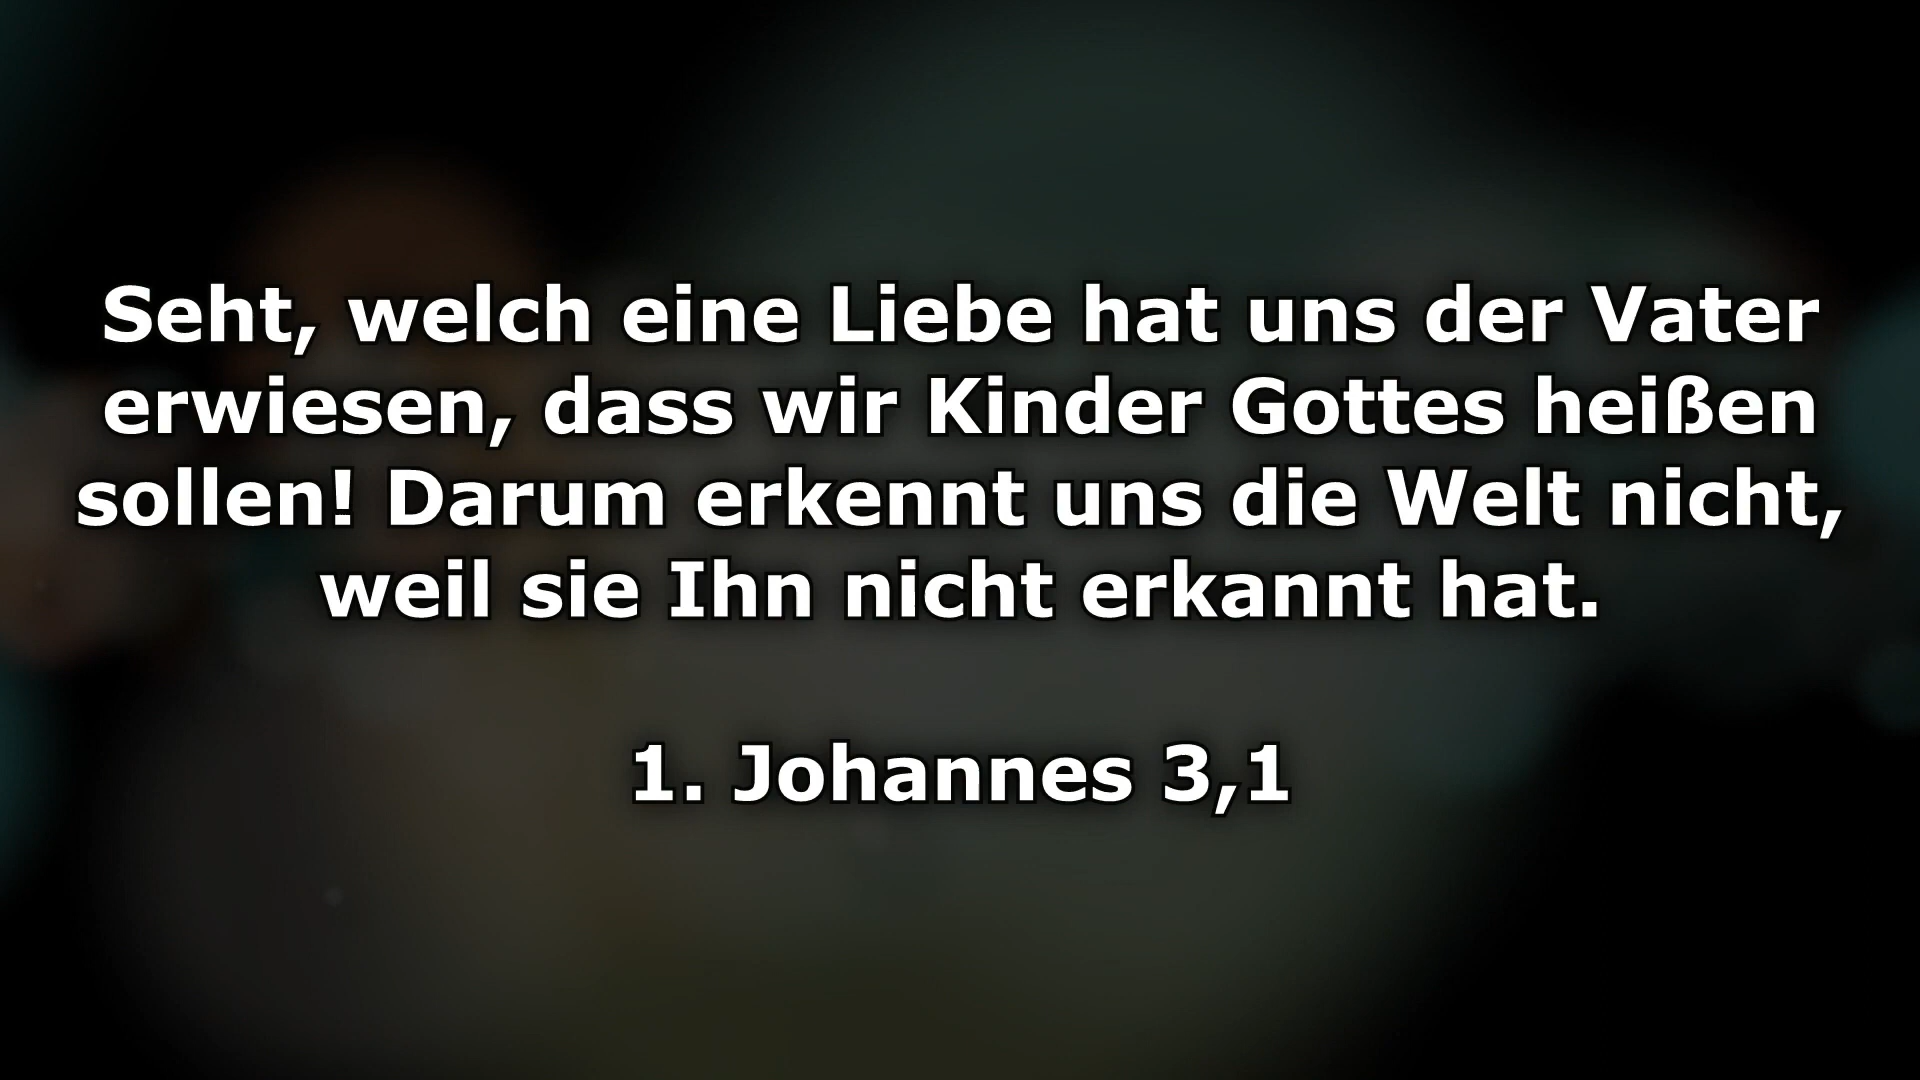 Seht, welch eine Liebe hat uns der Vater
erwiesen, dass wir Kinder Gottes heißen
sollen! Darum erkennt uns die Welt nicht,
weil sie Ihn nicht erkannt hat.
1. Johannes 3,1